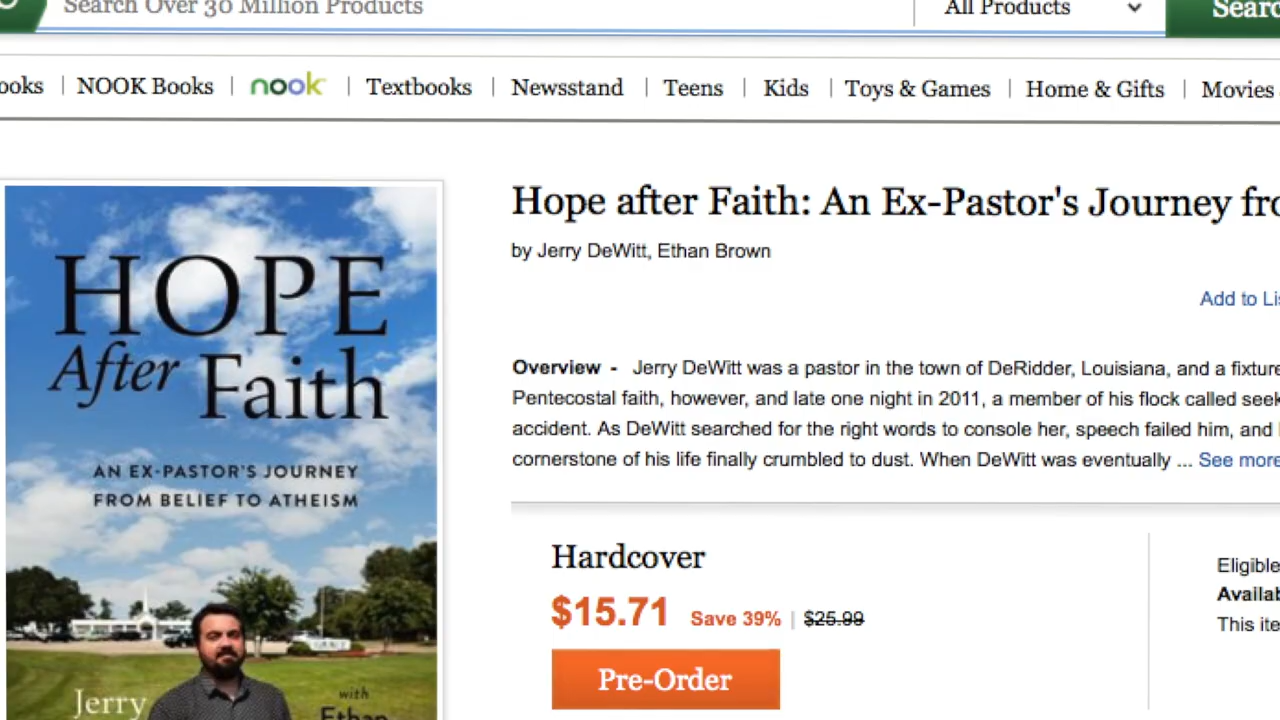 Search Over 30 Million Products
All Products
ooks | NOOK Books | nook | Textbooks | Newsstand | Teens | Kids | Toys & Games | Home & Gifts | Movies
HOPE
After Faith
AN EX-PASTOR'S JOURNEY
FROM BELIEF TO ATHEISM
Jerry
with
Ethan
Hope after Faith: An Ex-Pastor's Journey fro
by Jerry DeWitt, Ethan Brown
Add to Lis
Overview - Jerry DeWitt was a pastor in the town of DeRidder, Louisiana, and a fixture
Pentecostal faith, however, and late one night in 2011, a member of his flock called seek
accident. As DeWitt searched for the right words to console her, speech failed him, and
cornerstone of his life finally crumbled to dust. When DeWitt was eventually ... See more
Hardcover
$15.71 Save 39% | $25.99
Pre-Order
Eligible
Availab
This ite